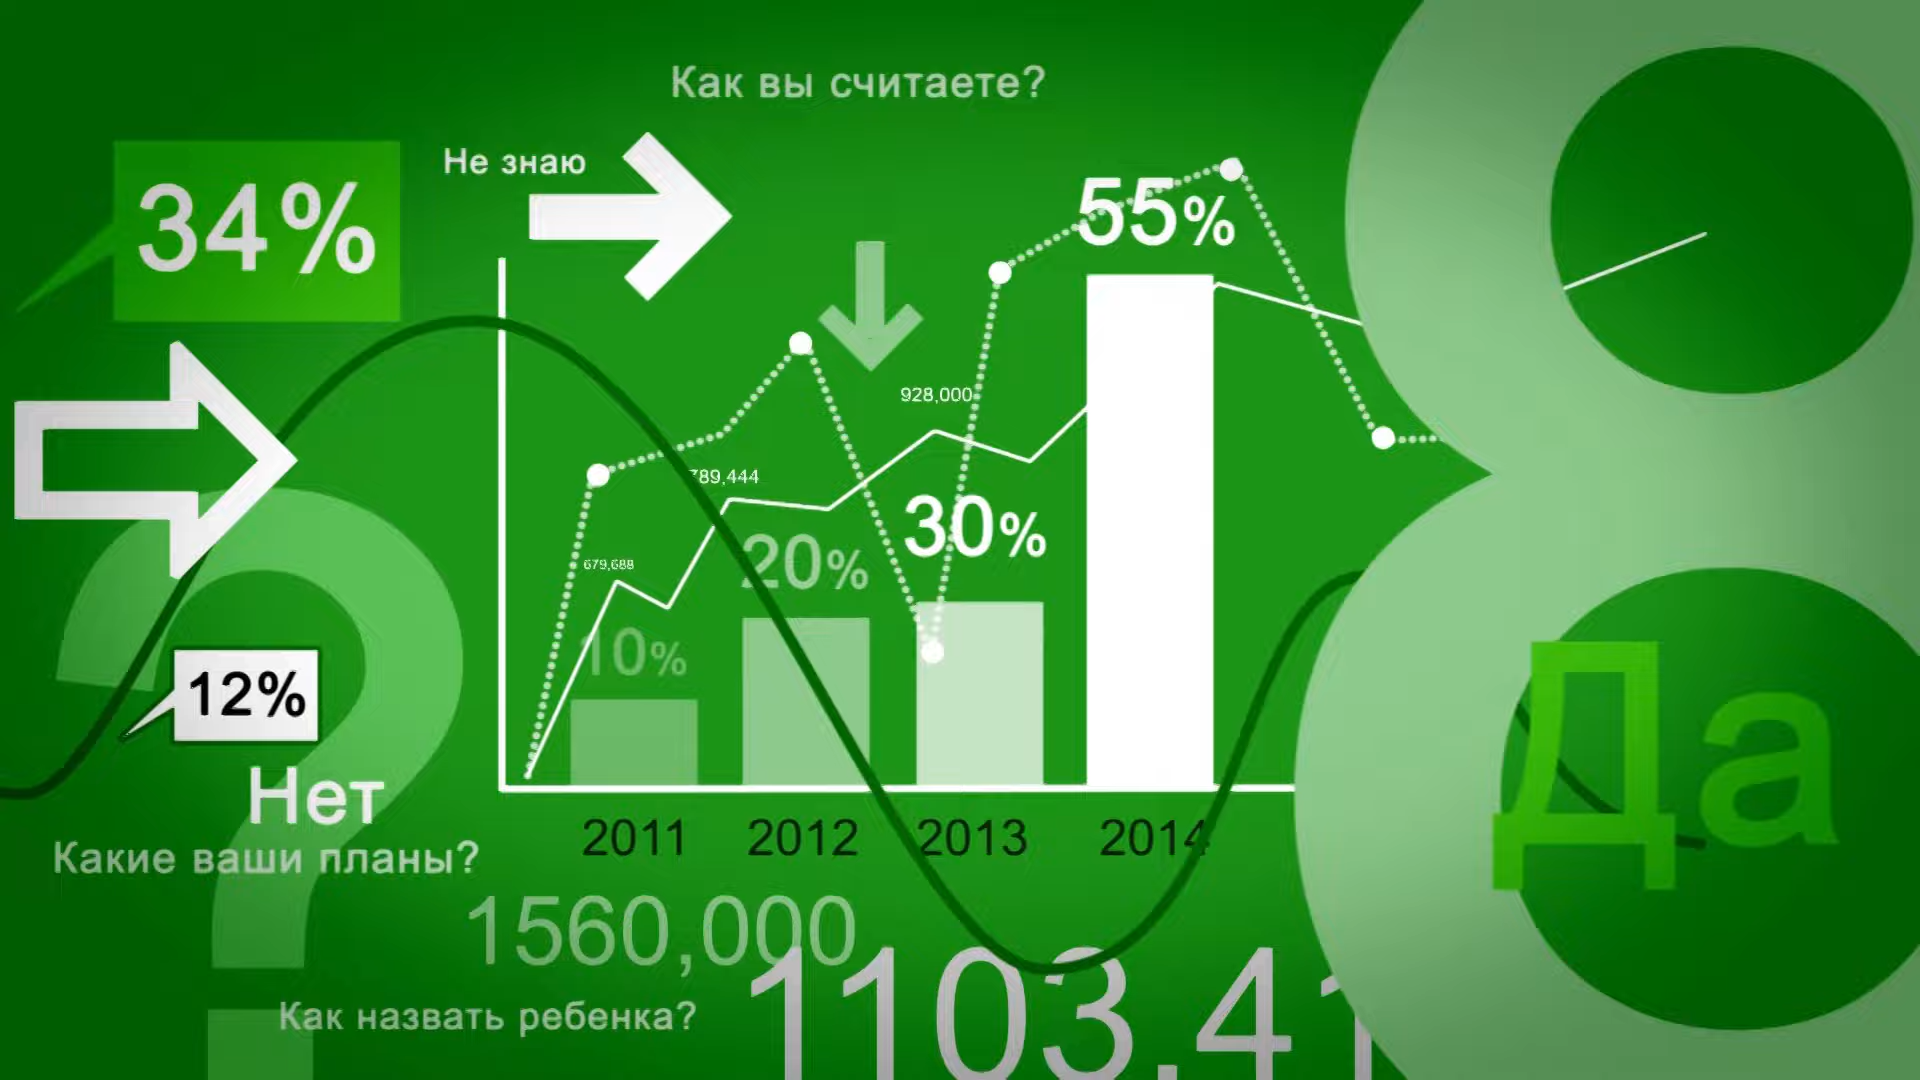 Как вы считаете?
Не знаю
34%
55%
928,000
789,444
30%
20%
679,688
10%
12%
Нет
Какие ваши планы?
2011 2012 2013 2014
1560,000
1103.41
Как назвать ребенка?
?
8
Да